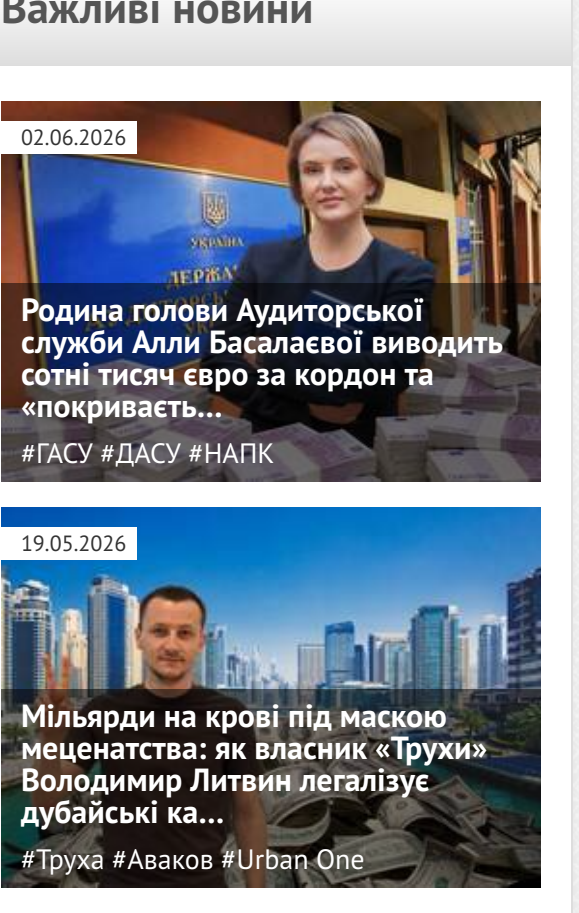 Важливі новини
02.06.2026
УКРАЇНА
ДЕРЖА
Родина голови Аудиторської
служби Алли Басалаєвої виводить
сотні тисяч євро за кордон та
«покриваєть...
#ГАСУ #ДАСУ #НАПК
19.05.2026
Мільярди на крові під маскою
меценатства: як власник «Трухи»
Володимир Литвин легалізує
дубайські ка...
#Труха #Аваков #Urban One